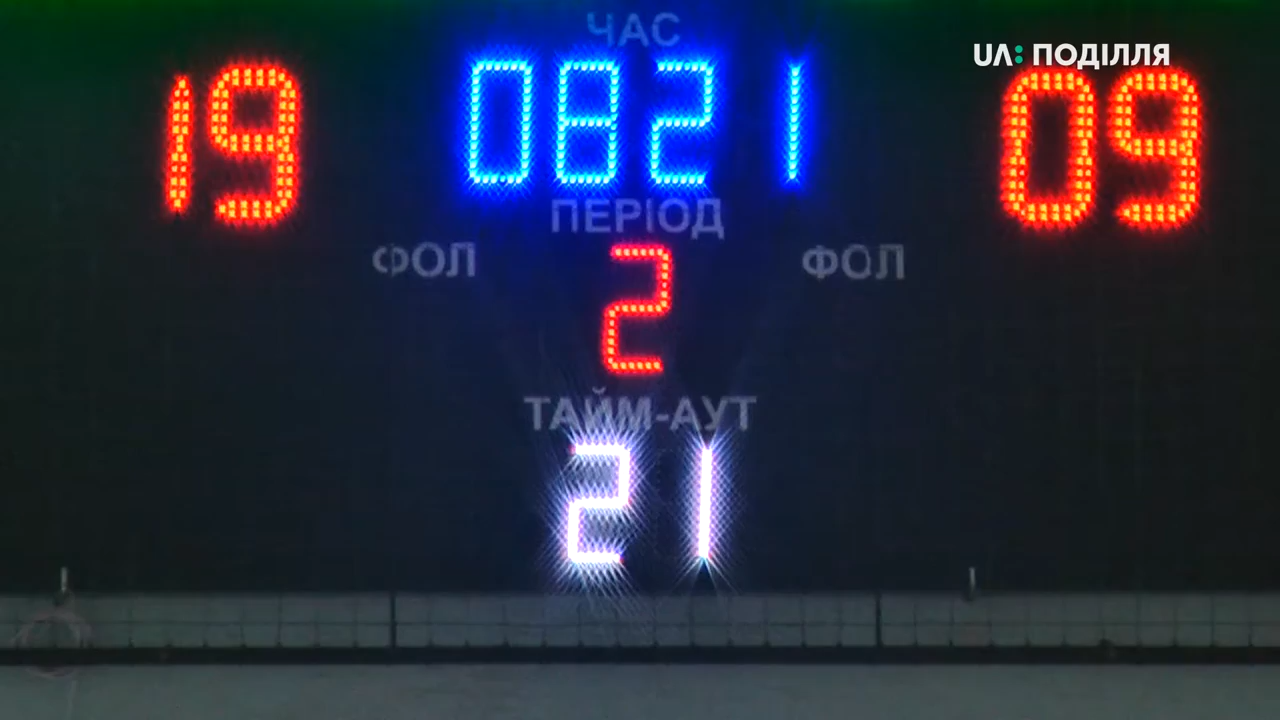 ЧАС
UA: ПОДІЛЛЯ
19 0821 09
ПЕРІОД
ФОЛ 2 ФОЛ
ТАЙМ-АУТ
21